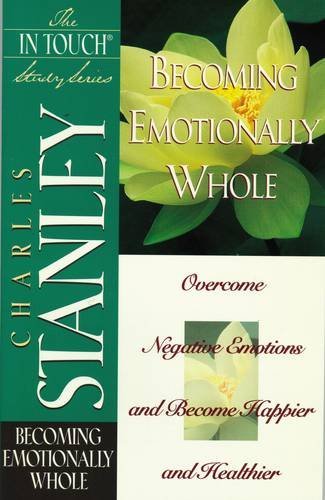 The
IN TOUCH®
Study Series
CHARLES
STANLEY
BECOMING
EMOTIONALLY
WHOLE
BECOMING
EMOTIONALLY
WHOLE
Overcome
Negative Emotions
and Become Happier
and Healthier